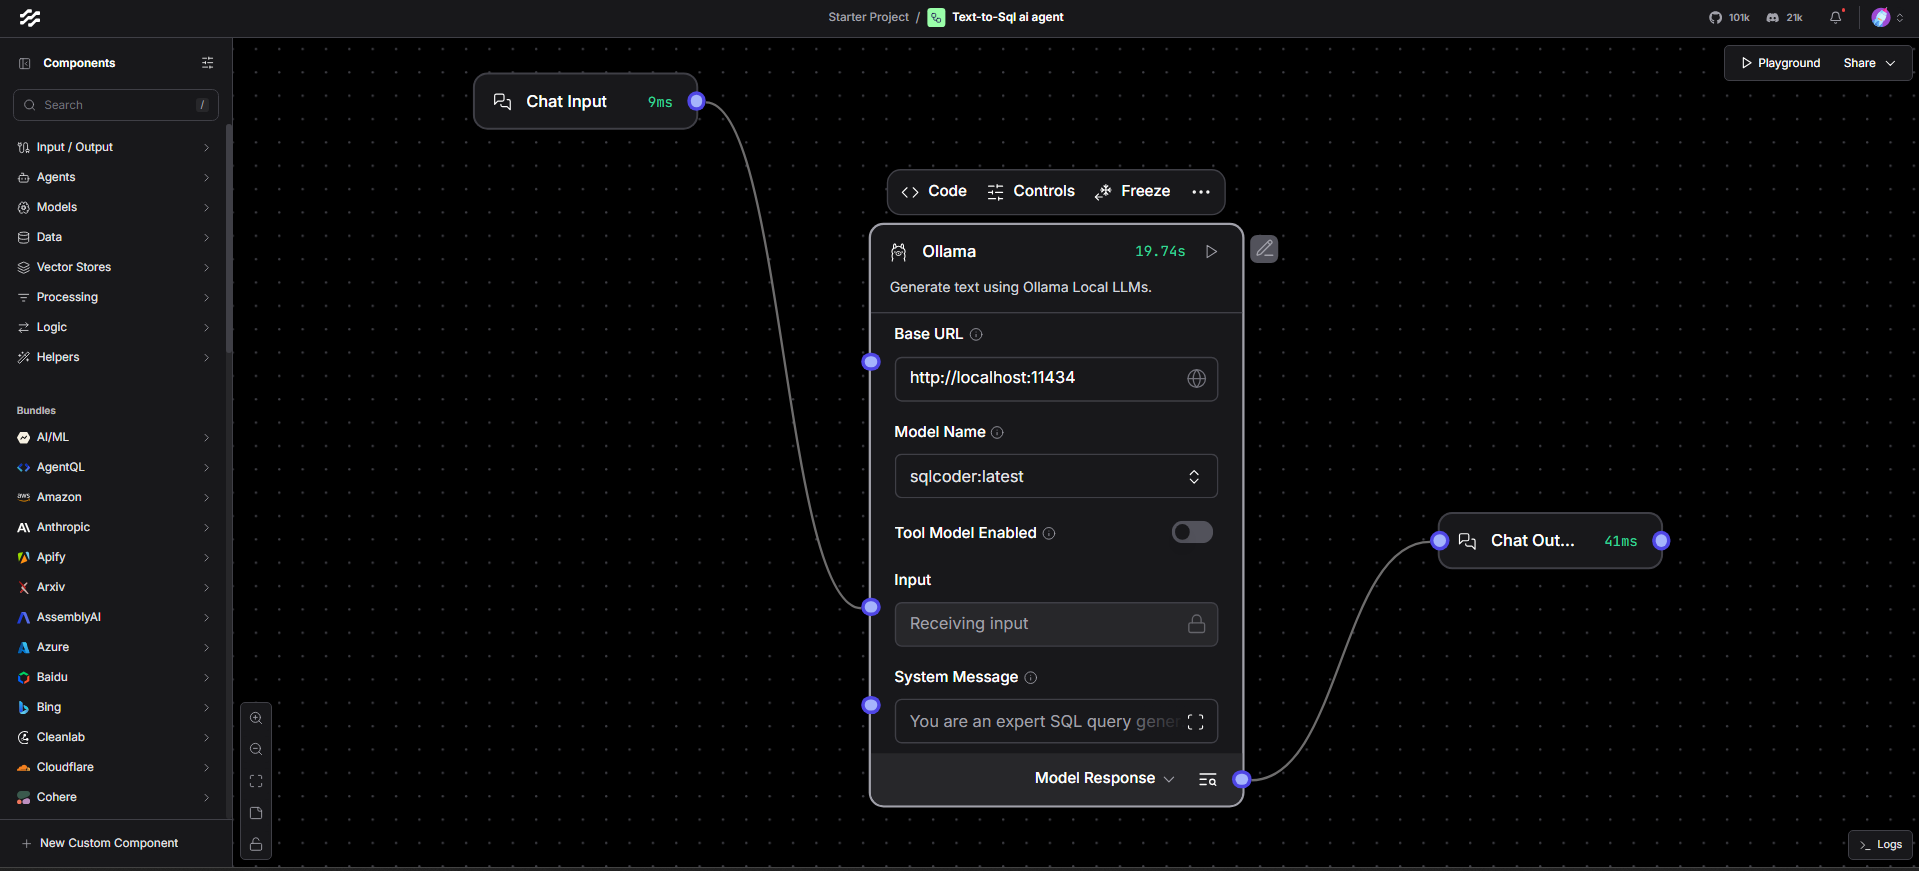 Starter Project / Text-to-Sql ai agent
101k
21k
Components
Search /
Input / Output
Agents
Models
Data
Vector Stores
Processing
Logic
Helpers
Bundles
AI/ML
AgentQL
aws Amazon
Anthropic
Apify
Arxiv
AssemblyAI
Azure
Baidu
Bing
Cleanlab
Cloudflare
Cohere
New Custom Component
Playground
Share
Chat Input 9ms
Code
Controls
Freeze
Ollama 19.74s
Generate text using Ollama Local LLMs.
Base URL
http://localhost:11434
Model Name
sqlcoder:latest
Tool Model Enabled
Input
Receiving input
System Message
You are an expert SQL query gene
Model Response
Chat Out... 41ms
Logs